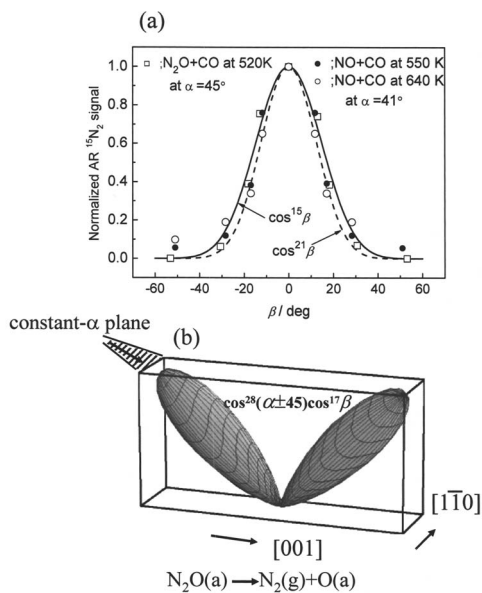 (a)
□ ;N₂O+CO at 520K
at α =45°
● ;NO+CO at 550 K
○ ;NO+CO at 640 K
at α =41°
Normalized AR ¹⁵N₂ signal
1.0
0.8
0.6
0.4
0.2
0.0
cos¹⁵β
cos²¹β
-60 -40 -20 0 20 40 60
β / deg
(b)
constant-α plane
cos²⁸(α±45)cos¹⁷β
[11̅0]
[001]
N₂O(a) → N₂(g)+O(a)